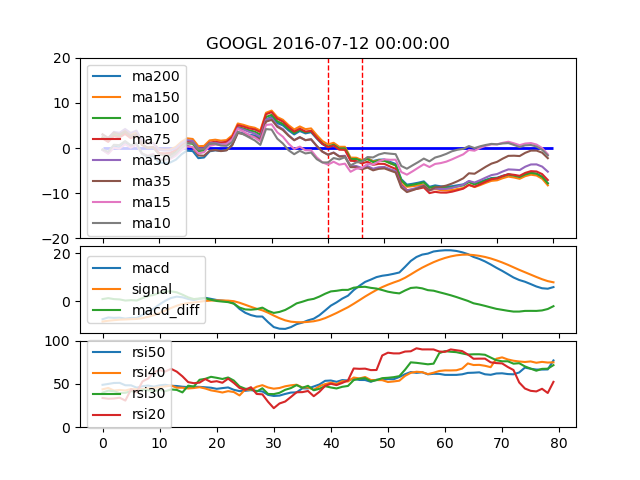 GOOGL 2016-07-12 00:00:00
20
10
0
−10
−20
ma200
ma150
ma100
ma75
ma50
ma35
ma15
ma10
20
0
macd
signal
macd_diff
100
50
0
rsi50
rsi40
rsi30
rsi20
0 10 20 30 40 50 60 70 80